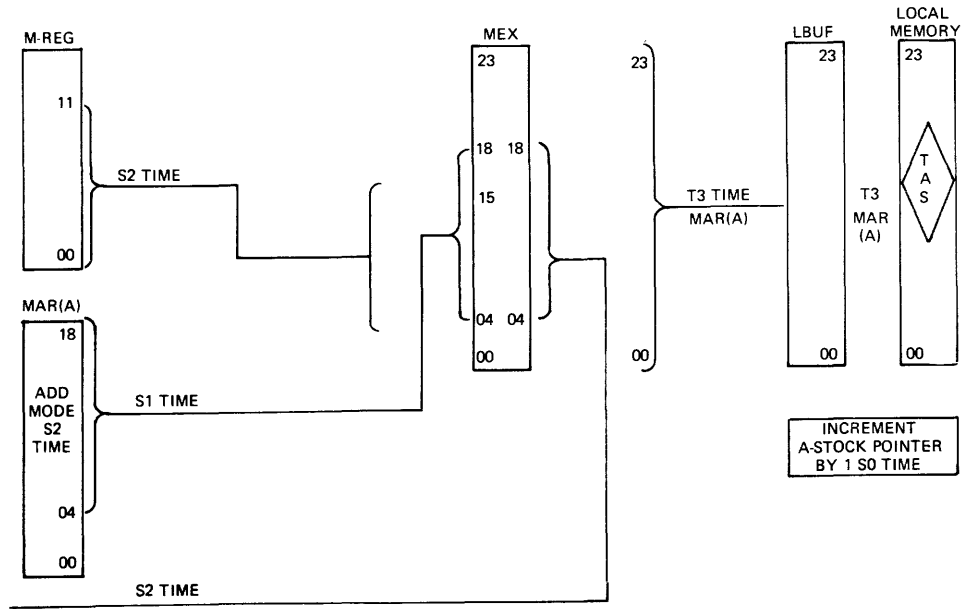 M-REG
11
00
S2 TIME
MAR(A)
18
ADD
MODE
S2
TIME
04
00
S1 TIME
S2 TIME
MEX
23
18 18
15
04 04
00
23
00
T3 TIME
MAR(A)
LBUF
23
00
T3
MAR
(A)
LOCAL
MEMORY
23
T
A
S
00
INCREMENT
A-STOCK POINTER
BY 1 S0 TIME